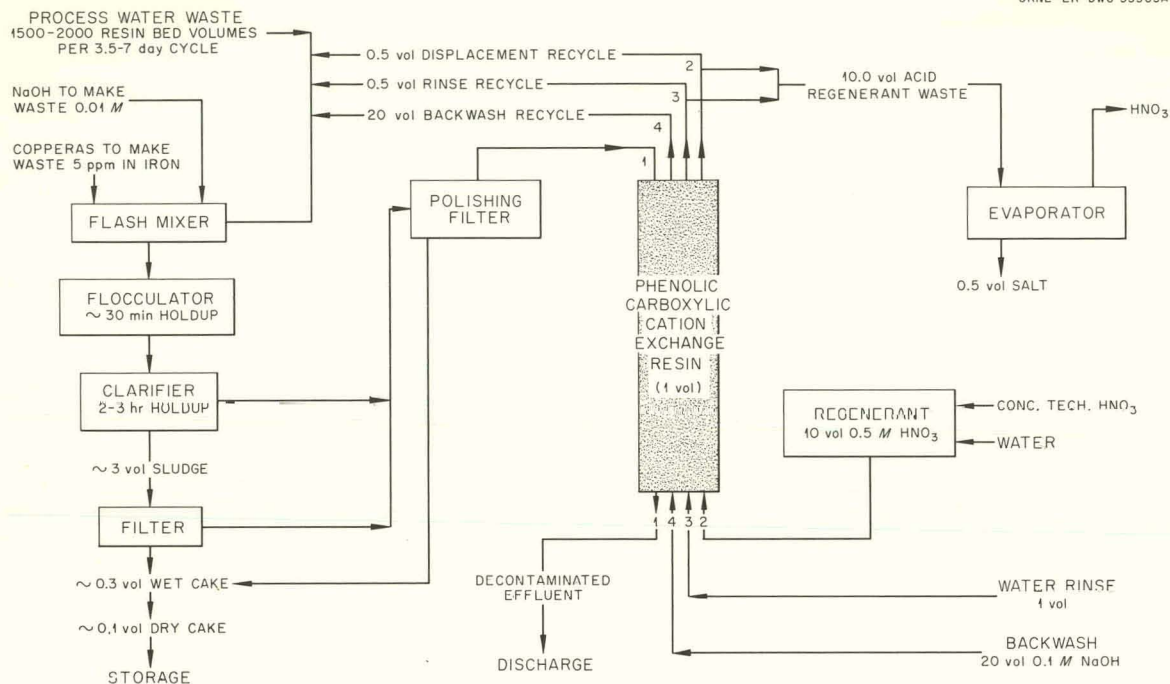 PROCESS WATER WASTE
1500-2000 RESIN BED VOLUMES
PER 3.5-7 day CYCLE
NaOH TO MAKE
WASTE 0.01 M
COPPERAS TO MAKE
WASTE 5 ppm IN IRON
FLASH MIXER
FLOCCULATOR
~ 30 min HOLDUP
CLARIFIER
2-3 hr HOLDUP
~ 3 vol SLUDGE
FILTER
~ 0.3 vol WET CAKE
~ 0.1 vol DRY CAKE
STORAGE
0.5 vol DISPLACEMENT RECYCLE
0.5 vol RINSE RECYCLE
20 vol BACKWASH RECYCLE
2
3
4
1
POLISHING
FILTER
PHENOLIC
CARBOXYLIC
CATION
EXCHANGE
RESIN
(1 vol)
1 4 3 2
DECONTAMINATED
EFFLUENT
DISCHARGE
10.0 vol ACID
REGENERANT WASTE
HNO3
EVAPORATOR
0.5 vol SALT
REGENERANT
10 vol 0.5 M HNO3
CONC. TECH. HNO3
WATER
WATER RINSE
1 vol
BACKWASH
20 vol 0.1 M NaOH